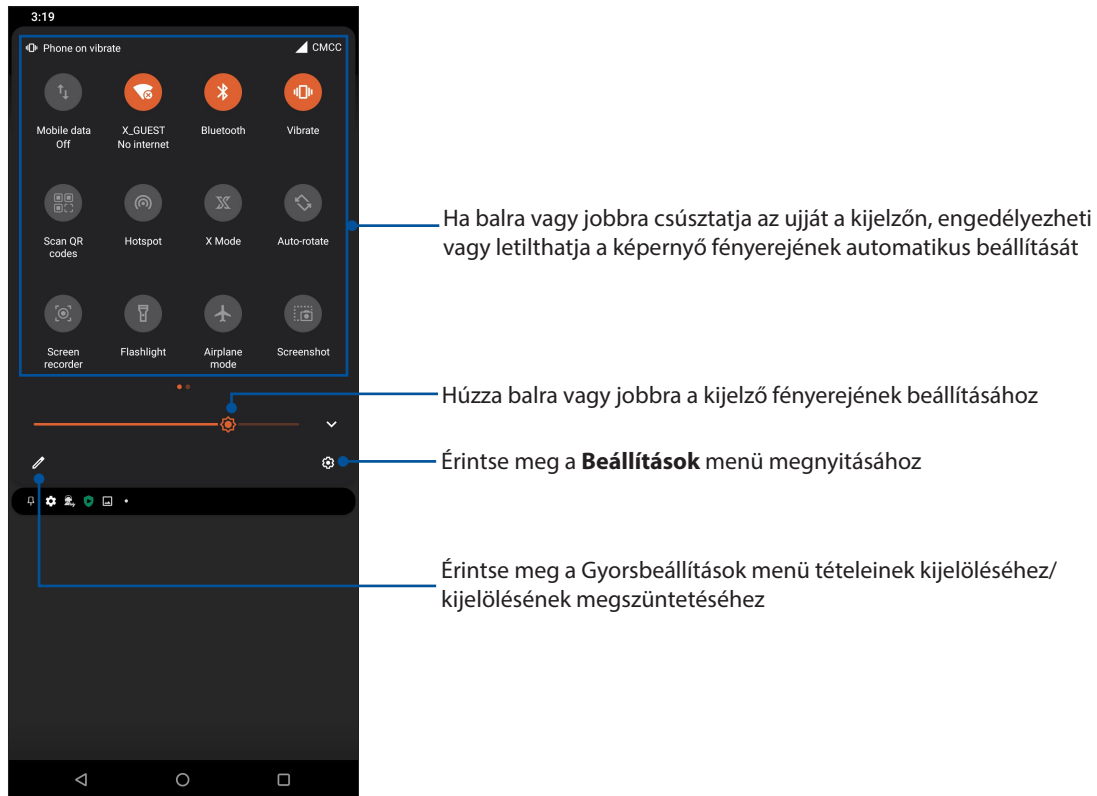 3:19
Phone on vibrate CMCC
Mobile data
Off
X_GUEST
No internet
Bluetooth
Vibrate
Scan QR
codes
Hotspot
X Mode
Auto-rotate
Screen
recorder
Flashlight
Airplane
mode
Screenshot
Ha balra vagy jobbra csúsztatja az ujját a kijelzőn, engedélyezheti
vagy letilthatja a képernyő fényerejének automatikus beállítását
Húzza balra vagy jobbra a kijelző fényerejének beállításához
Érintse meg a Beállítások menü megnyitásához
Érintse meg a Gyorsbeállítások menü tételeinek kijelöléséhez/
kijelölésének megszüntetéséhez